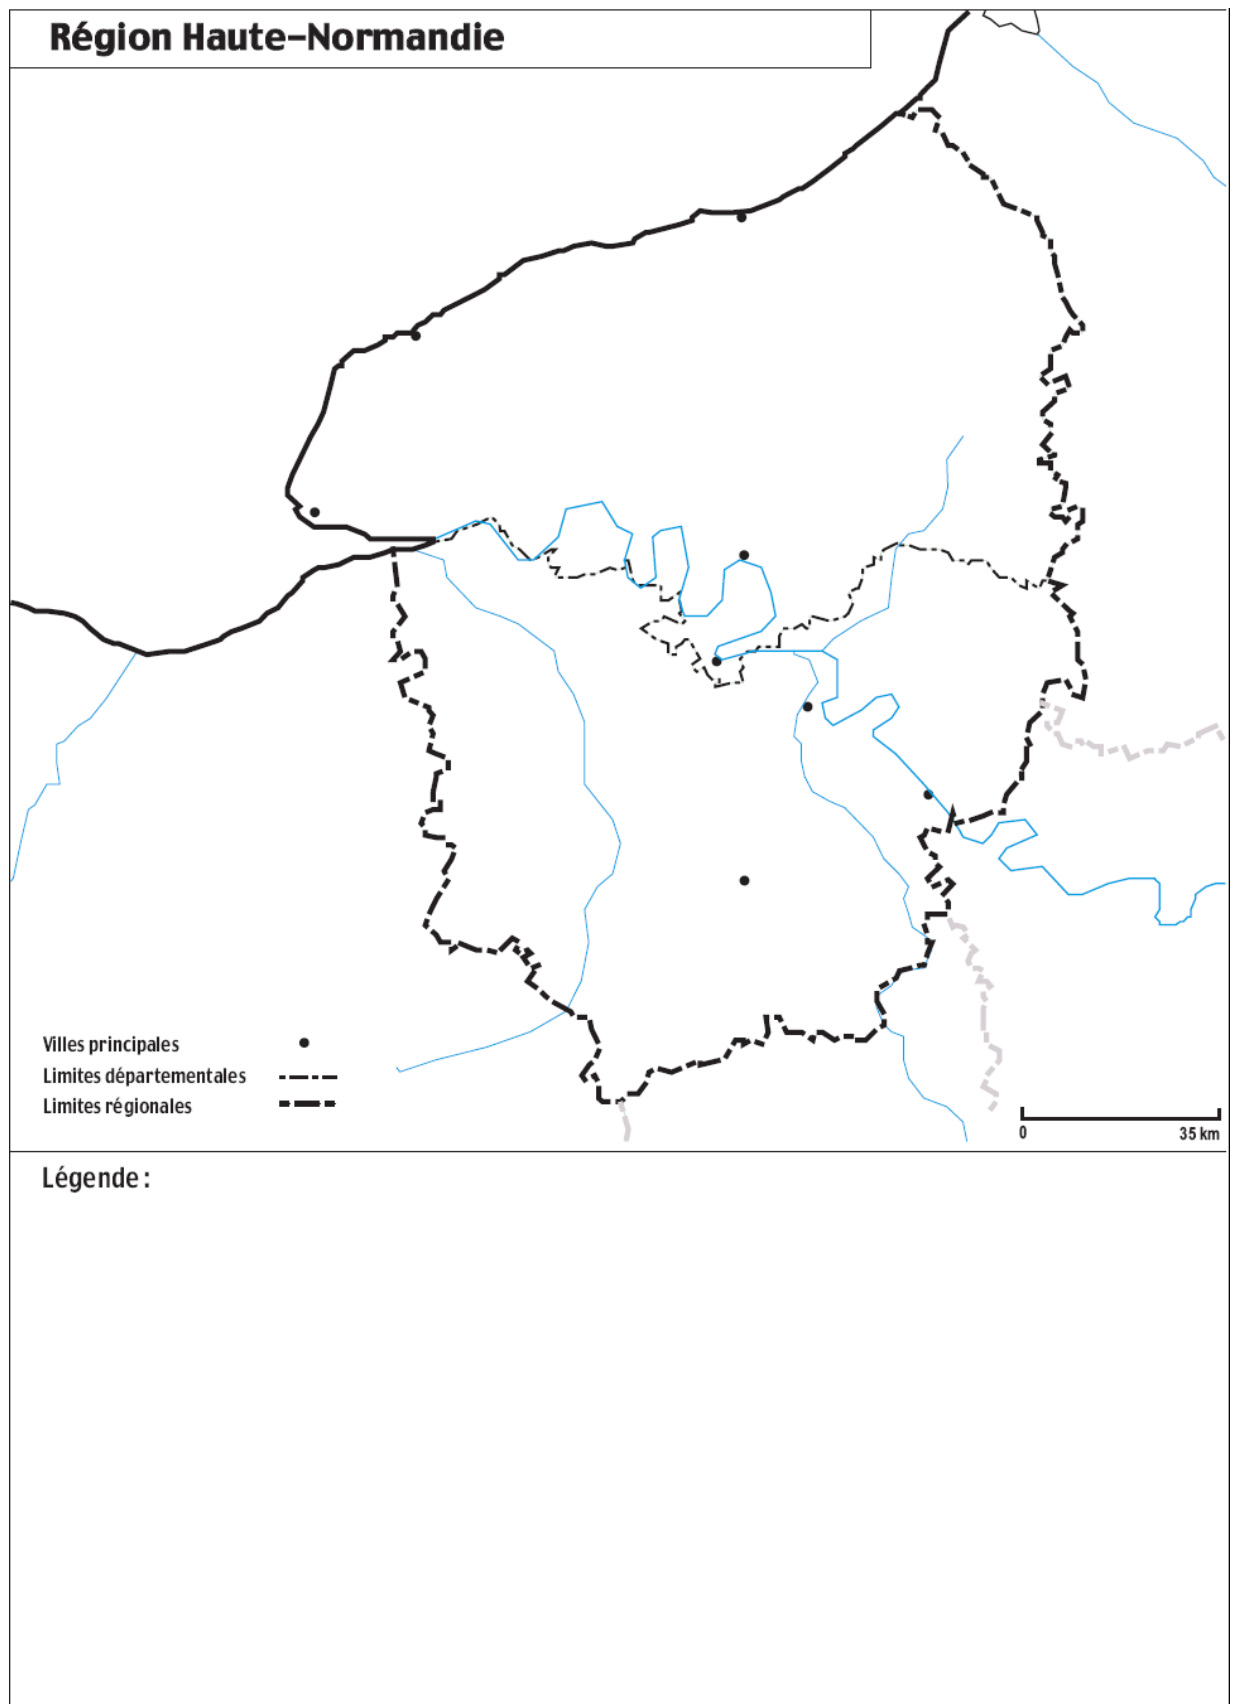 Région Haute–Normandie
Villes principales
Limites départementales
Limites régionales
0 35 km
Légende :